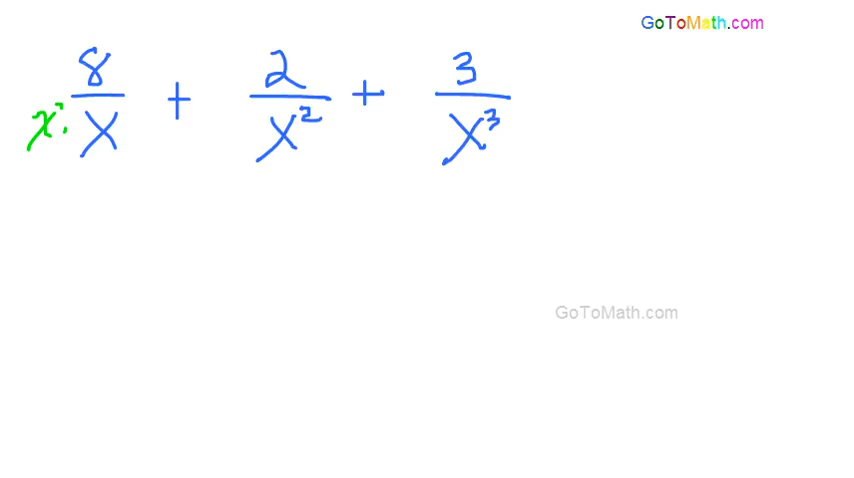 GoToMath.com
8/x + 2/x² + 3/x³
x² ·
GoToMath.com